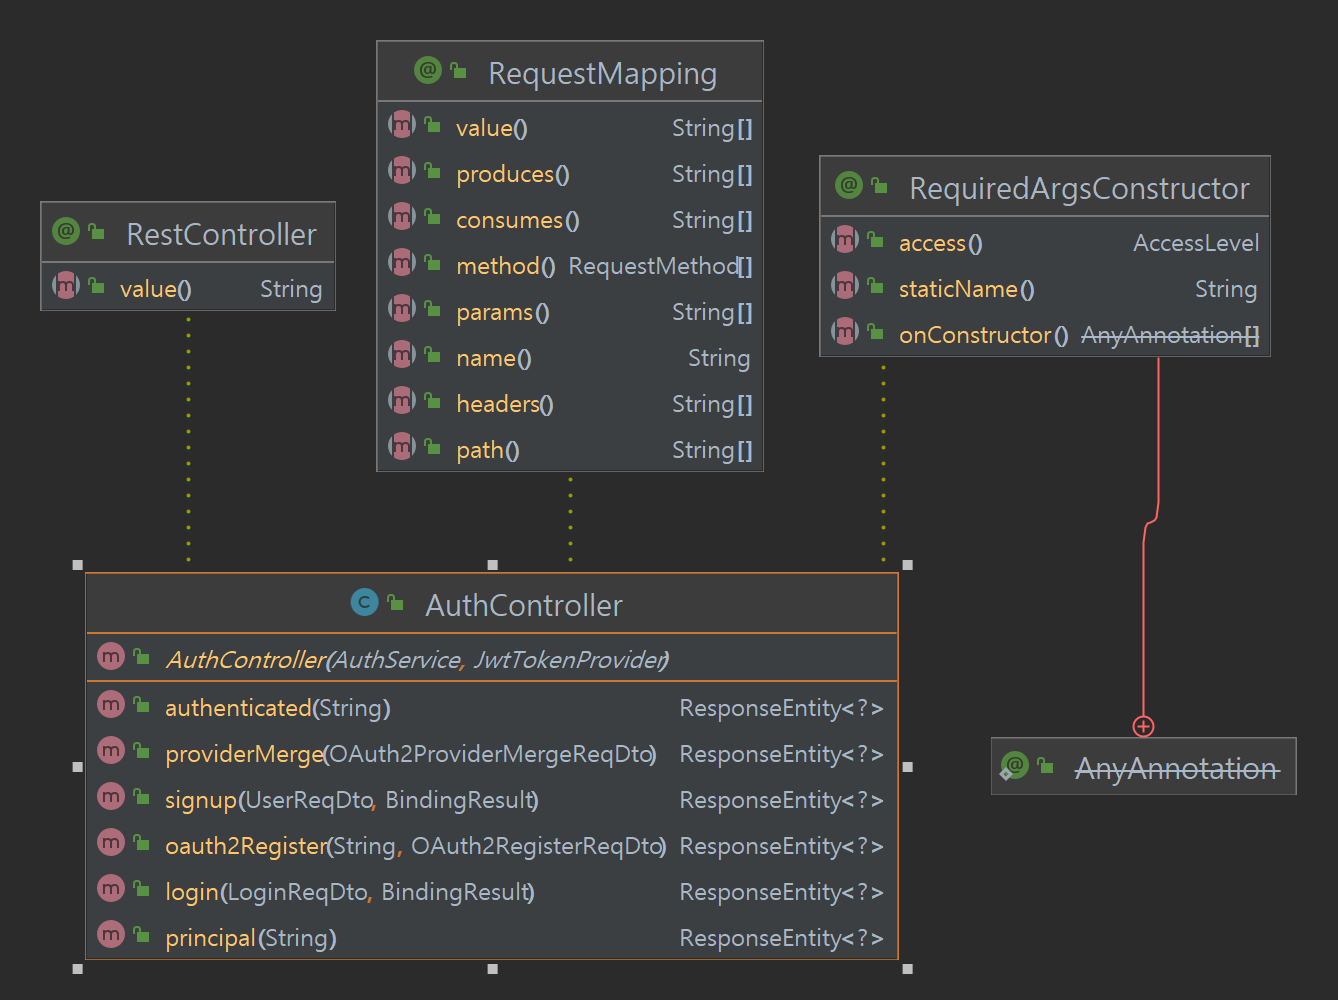 RequestMapping
value() String[]
produces() String[]
consumes() String[]
method() RequestMethod[]
params() String[]
name() String
headers() String[]
path() String[]
RequiredArgsConstructor
access() AccessLevel
staticName() String
onConstructor() AnyAnnotation[]
RestController
value() String
AuthController
AuthController(AuthService, JwtTokenProvider)
authenticated(String) ResponseEntity<?>
providerMerge(OAuth2ProviderMergeReqDto) ResponseEntity<?>
signup(UserReqDto, BindingResult) ResponseEntity<?>
oauth2Register(String, OAuth2RegisterReqDto) ResponseEntity<?>
login(LoginReqDto, BindingResult) ResponseEntity<?>
principal(String) ResponseEntity<?>
AnyAnnotation